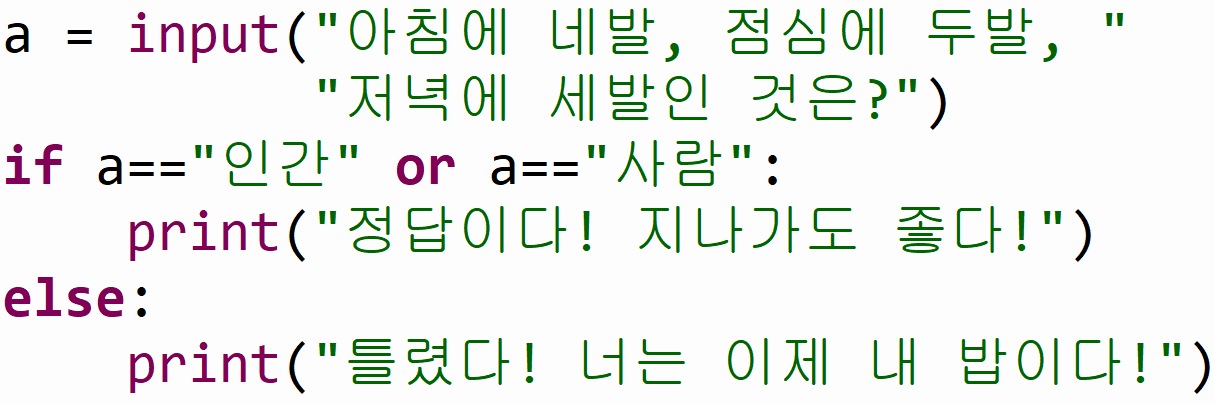 a = input("아침에 네발, 점심에 두발, "
"저녁에 세발인 것은?")
if a=="인간" or a=="사람":
print("정답이다! 지나가도 좋다!")
else:
print("틀렸다! 너는 이제 내 밥이다!")